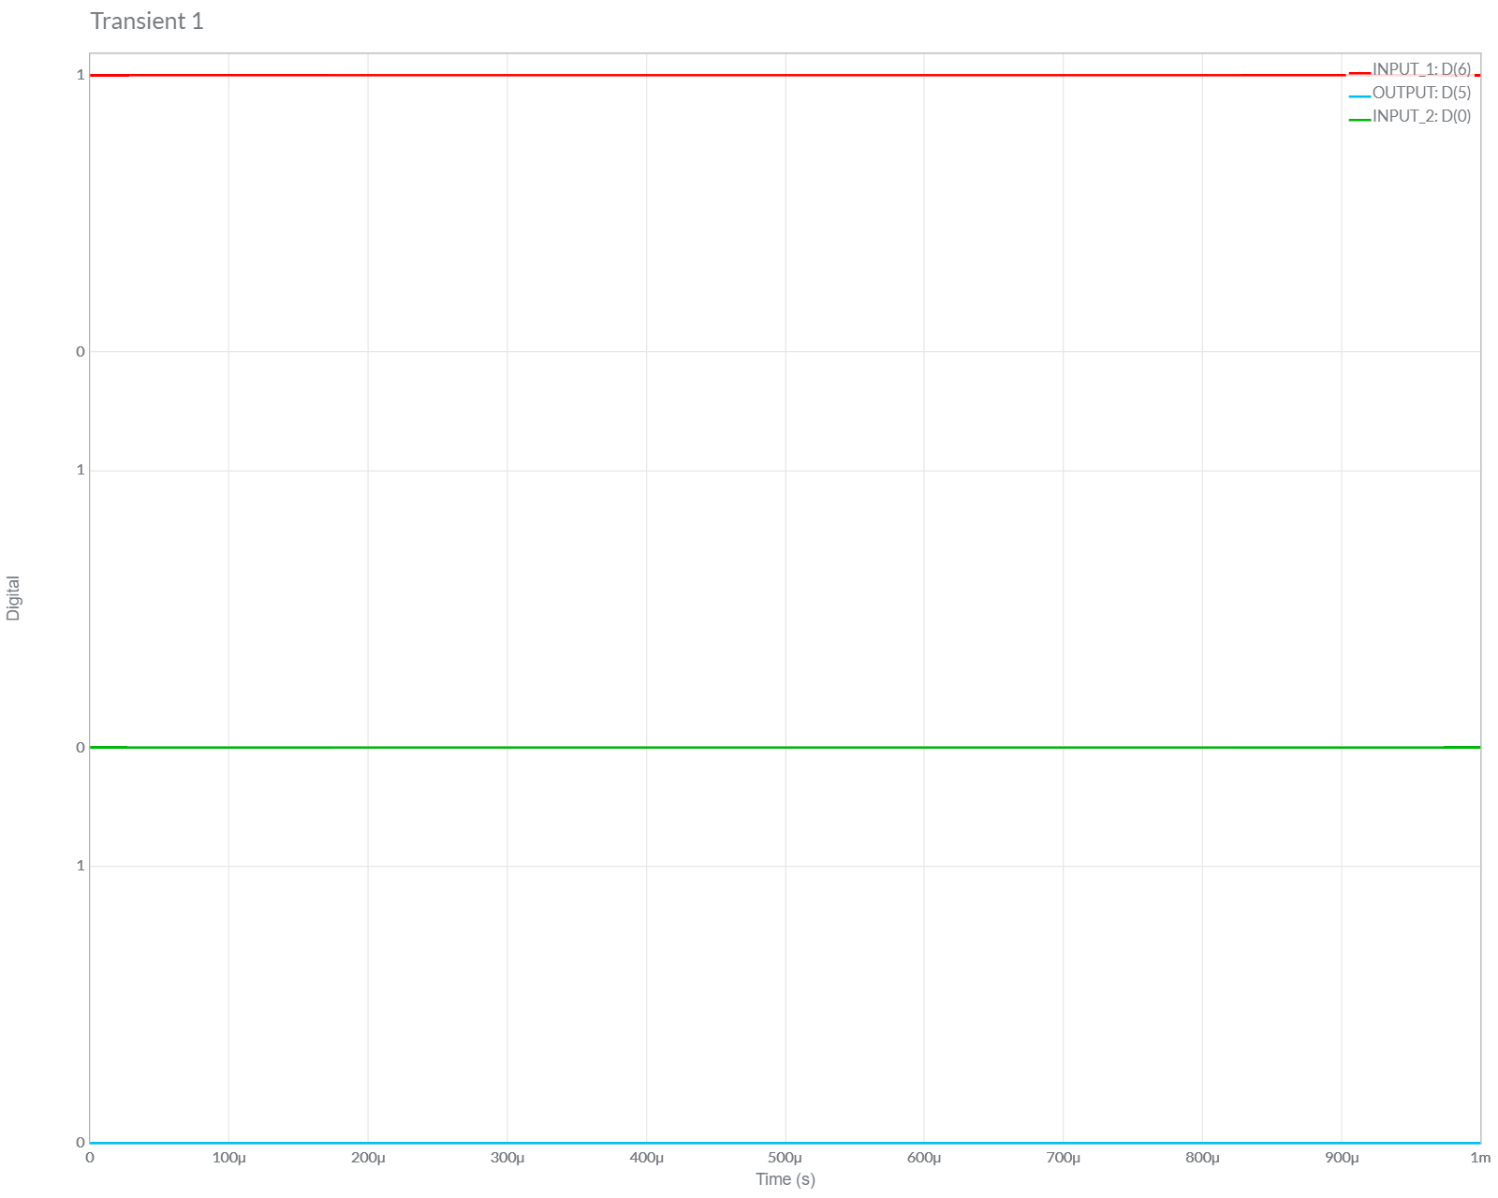 Transient 1
INPUT_1: D(6)
OUTPUT: D(5)
INPUT_2: D(0)
1
0
1
0
1
0
Digital
0 100µ 200µ 300µ 400µ 500µ 600µ 700µ 800µ 900µ 1m
Time (s)